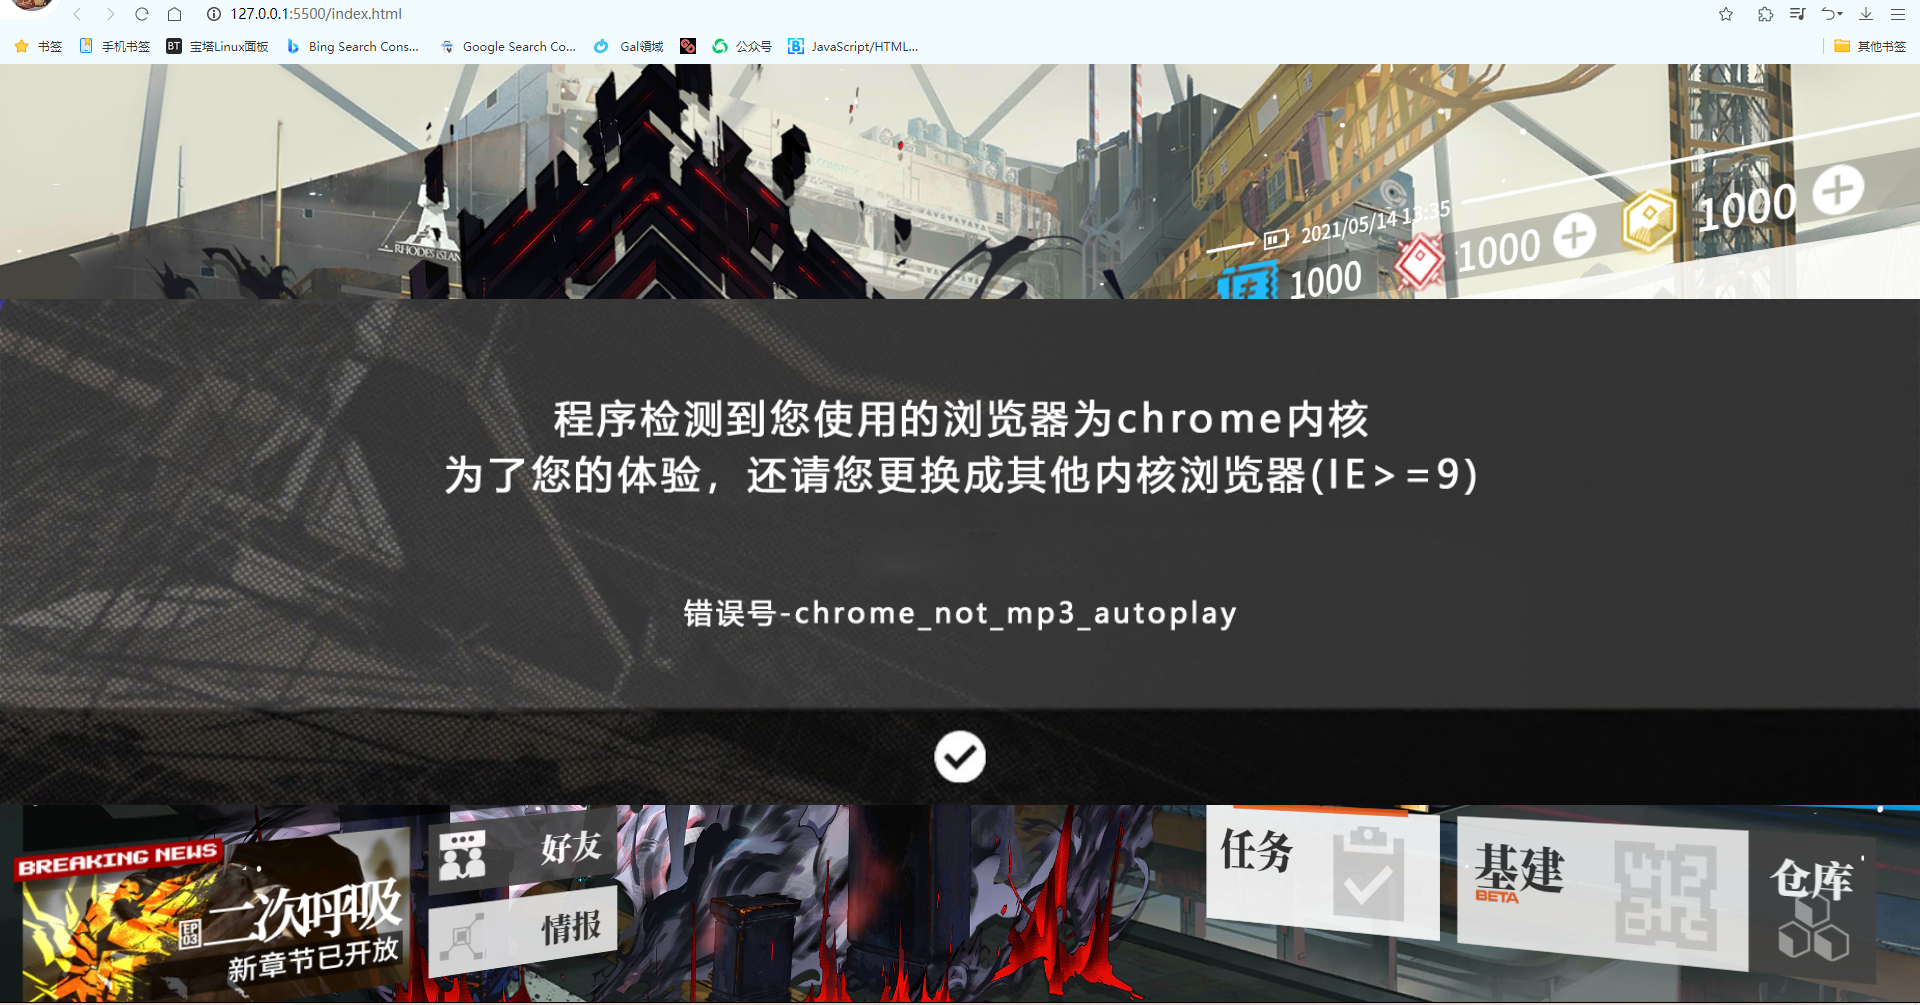 127.0.0.1:5500/index.html
书签
手机书签
BT
宝塔Linux面板
Bing Search Cons...
Google Search Co...
Gal領域
公众号
JavaScript/HTML...
其他书签
RHODES ISLAN
2021/05/14 13:35
1000
1000
1000
程序检测到您使用的浏览器为chrome内核
为了您的体验，还请您更换成其他内核浏览器(IE>=9)
错误号-chrome_not_mp3_autoplay
BREAKING NEWS
EP
03
二次呼吸
新章节已开放
好友
情报
任务
基建
BETA
仓库